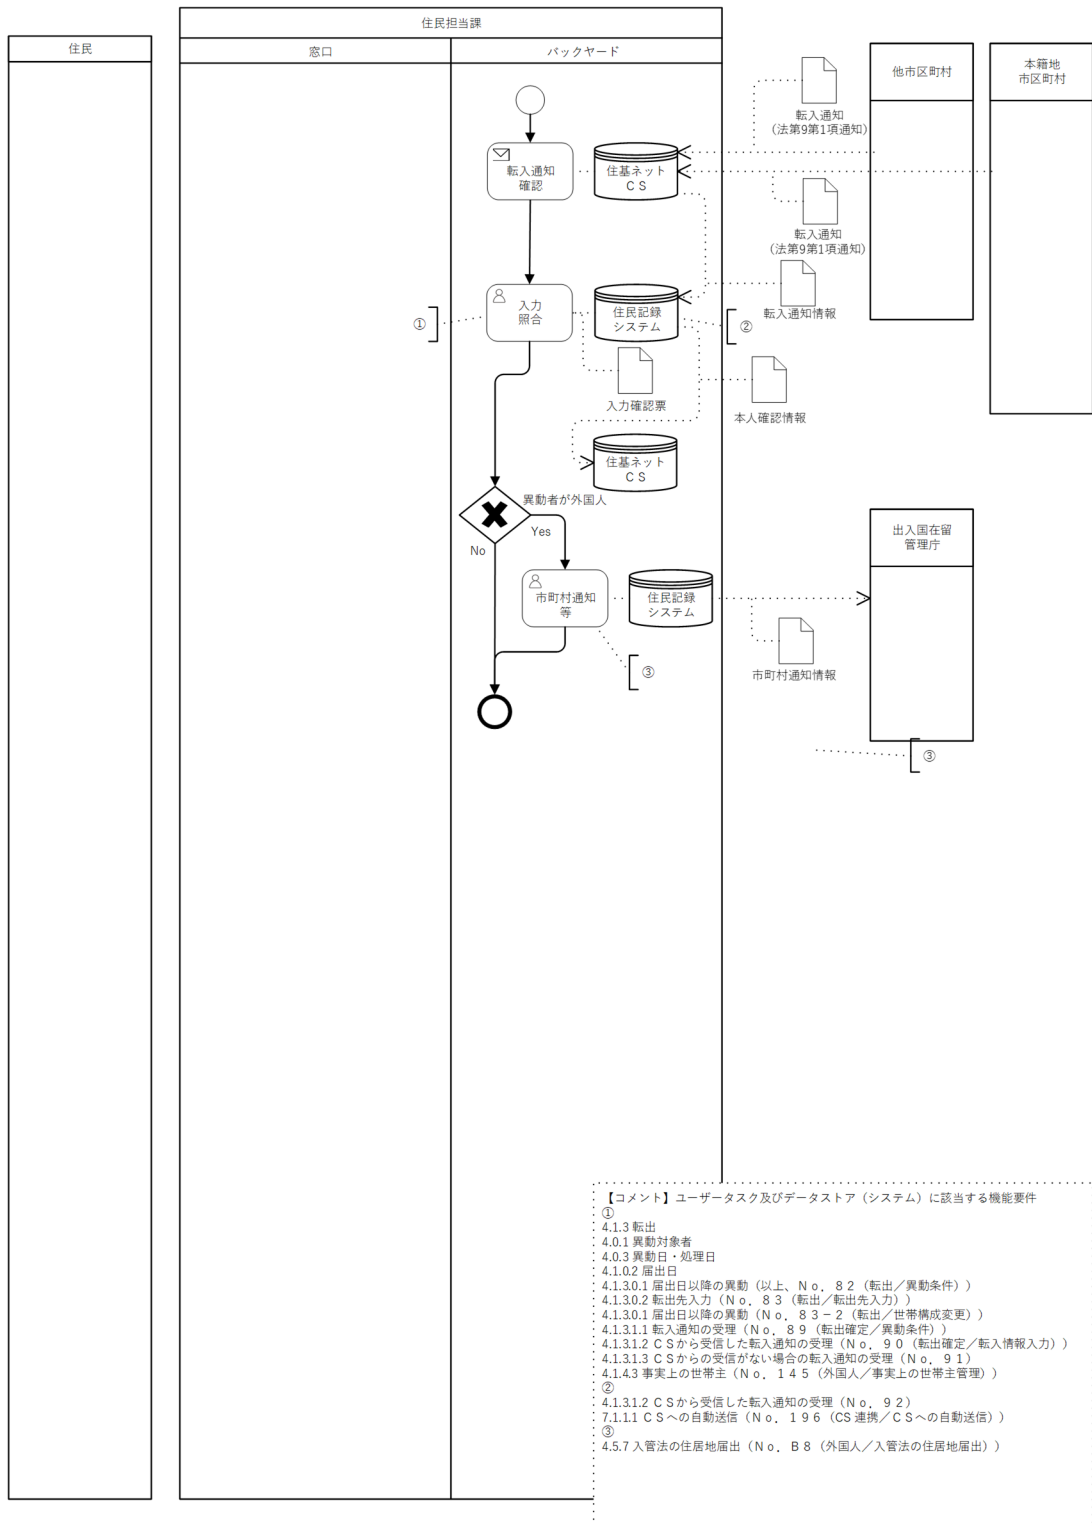 住民担当課
住民
窓口
バックヤード
他市区町村
本籍地
市区町村
転入通知
(法第9第1項通知)
転入通知
確認
住基ネット
ＣＳ
転入通知
(法第9第1項通知)
転入通知情報
①
入力
照合
住民記録
システム
②
入力確認票
本人確認情報
住基ネット
ＣＳ
異動者が外国人
Yes
No
出入国在留
管理庁
市町村通知
等
住民記録
システム
市町村通知情報
③
③
【コメント】ユーザータスク及びデータストア（システム）に該当する機能要件
①
4.1.3 転出
4.0.1 異動対象者
4.0.3 異動日・処理日
4.1.0.2 届出日
4.1.3.0.1 届出日以降の異動（以上、Ｎｏ．８２（転出／異動条件））
4.1.3.0.2 転出先入力（Ｎｏ．８３（転出／転出先入力））
4.1.3.0.1 届出日以降の異動（Ｎｏ．８３－２（転出／世帯構成変更））
4.1.3.1.1 転入通知の受理（Ｎｏ．８９（転出確定／異動条件））
4.1.3.1.2 ＣＳから受信した転入通知の受理（Ｎｏ．９０（転出確定／転入情報入力））
4.1.3.1.3 ＣＳからの受信がない場合の転入通知の受理（Ｎｏ．９１）
4.1.4.3 事実上の世帯主（Ｎｏ．１４５（外国人／事実上の世帯主管理））
②
4.1.3.1.2 ＣＳから受信した転入通知の受理（Ｎｏ．９２）
7.1.1.1 ＣＳへの自動送信（Ｎｏ．１９６（CS 連携／ＣＳへの自動送信））
③
4.5.7 入管法の住居地届出（Ｎｏ．Ｂ８（外国人／入管法の住居地届出））